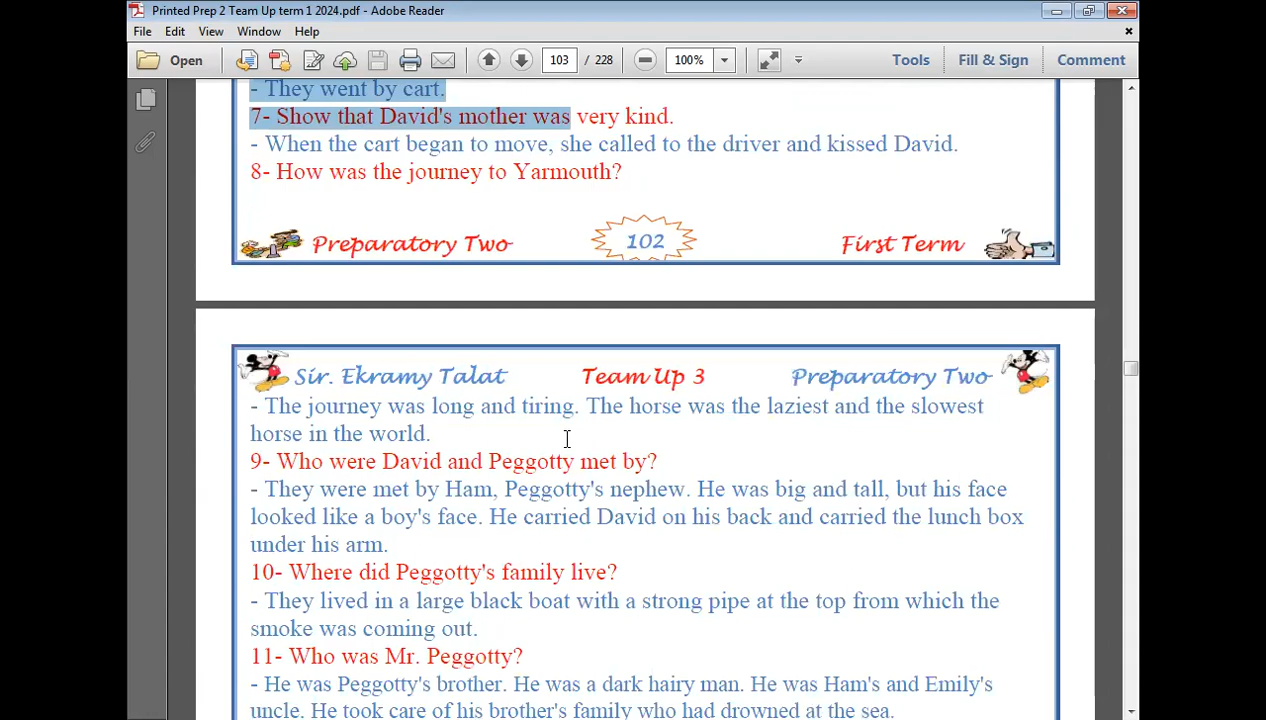 Printed Prep 2 Team Up term 1 2024.pdf - Adobe Reader
File Edit View Window Help
Open 103 / 228 100% Tools Fill & Sign Comment
- They went by cart.
7- Show that David's mother was very kind.
- When the cart began to move, she called to the driver and kissed David.
8- How was the journey to Yarmouth?
Preparatory Two 102 First Term
Sir. Ekramy Talat Team Up 3 Preparatory Two
- The journey was long and tiring. The horse was the laziest and the slowest
horse in the world.
9- Who were David and Peggotty met by?
- They were met by Ham, Peggotty's nephew. He was big and tall, but his face
looked like a boy's face. He carried David on his back and carried the lunch box
under his arm.
10- Where did Peggotty's family live?
- They lived in a large black boat with a strong pipe at the top from which the
smoke was coming out.
11- Who was Mr. Peggotty?
- He was Peggotty's brother. He was a dark hairy man. He was Ham's and Emily's
uncle. He took care of his brother's family who had drowned at the sea.